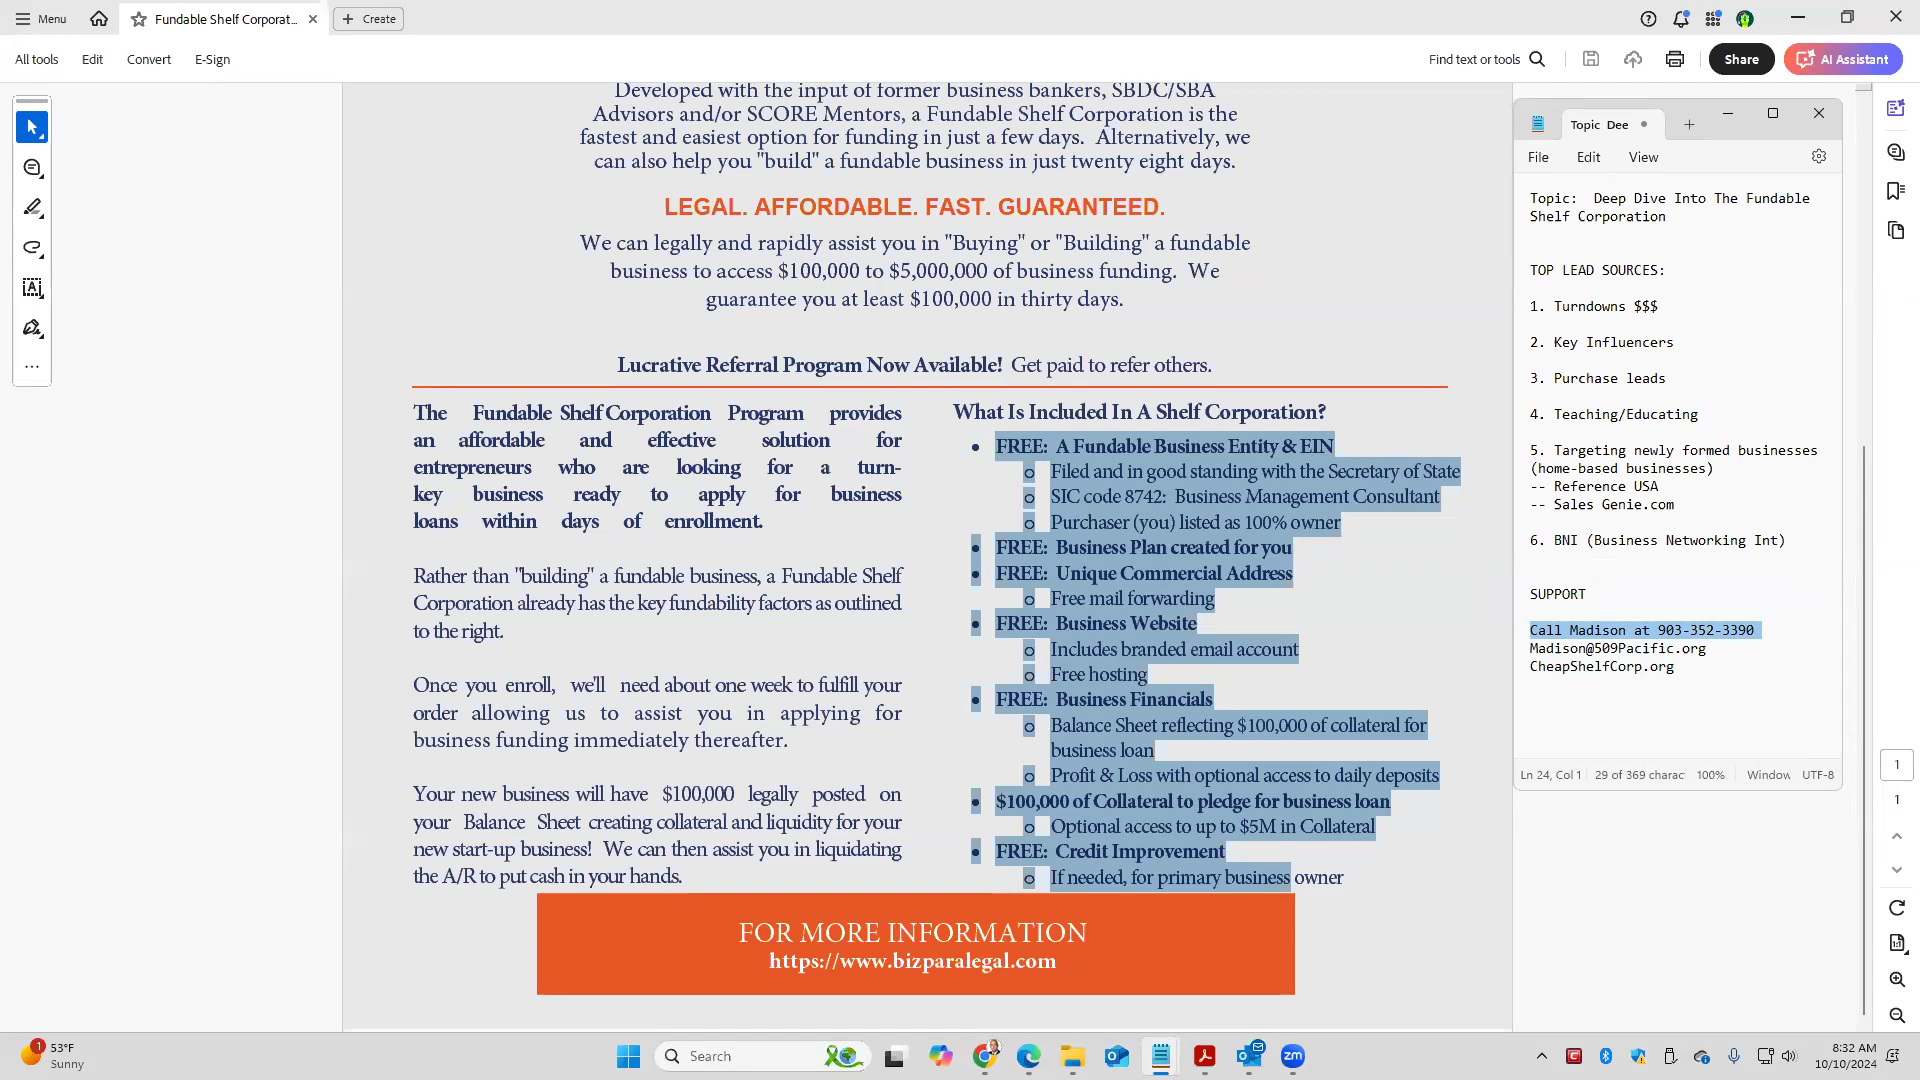 Menu
Fundable Shelf Corporat...
Create
All tools
Edit
Convert
E-Sign
Find text or tools
Share
AI Assistant
Developed with the input of former business bankers, SBDC/SBA
Advisors and/or SCORE Mentors, a Fundable Shelf Corporation is the
fastest and easiest option for funding in just a few days. Alternatively, we
can also help you "build" a fundable business in just twenty eight days.
LEGAL. AFFORDABLE. FAST. GUARANTEED.
We can legally and rapidly assist you in "Buying" or "Building" a fundable
business to access $100,000 to $5,000,000 of business funding. We
guarantee you at least $100,000 in thirty days.
Lucrative Referral Program Now Available! Get paid to refer others.
The Fundable Shelf Corporation Program provides
an affordable and effective solution for
entrepreneurs who are looking for a turn-
key business ready to apply for business
loans within days of enrollment.
Rather than "building" a fundable business, a Fundable Shelf
Corporation already has the key fundability factors as outlined
to the right.
Once you enroll, we'll need about one week to fulfill your
order allowing us to assist you in applying for
business funding immediately thereafter.
Your new business will have $100,000 legally posted on
your Balance Sheet creating collateral and liquidity for your
new start-up business! We can then assist you in liquidating
the A/R to put cash in your hands.
What Is Included In A Shelf Corporation?
• FREE: A Fundable Business Entity & EIN
o Filed and in good standing with the Secretary of State
o SIC code 8742: Business Management Consultant
o Purchaser (you) listed as 100% owner
• FREE: Business Plan created for you
• FREE: Unique Commercial Address
o Free mail forwarding
• FREE: Business Website
o Includes branded email account
o Free hosting
• FREE: Business Financials
o Balance Sheet reflecting $100,000 of collateral for
business loan
o Profit & Loss with optional access to daily deposits
• $100,000 of Collateral to pledge for business loan
o Optional access to up to $5M in Collateral
• FREE: Credit Improvement
o If needed, for primary business owner
FOR MORE INFORMATION
https://www.bizparalegal.com
Topic Dee
File
Edit
View
Topic: Deep Dive Into The Fundable
Shelf Corporation
TOP LEAD SOURCES:
1. Turndowns $$$
2. Key Influencers
3. Purchase leads
4. Teaching/Educating
5. Targeting newly formed businesses
(home-based businesses)
-- Reference USA
-- Sales Genie.com
6. BNI (Business Networking Int)
SUPPORT
Call Madison at 903-352-3390
Madison@509Pacific.org
CheapShelfCorp.org
Ln 24, Col 1
29 of 369 charac
100%
Window
UTF-8
1
1
1
53°F
Sunny
Search
zm
8:32 AM
10/10/2024